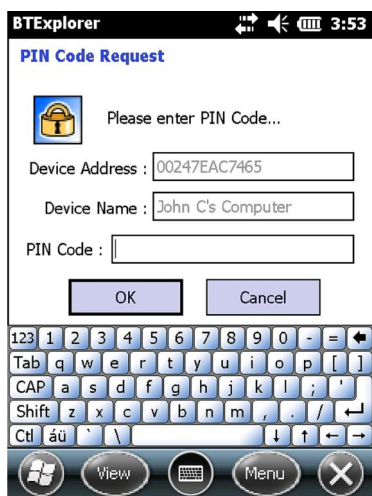 BTExplorer 3:53
PIN Code Request
Please enter PIN Code...
Device Address : 00247EAC7465
Device Name : John C's Computer
PIN Code :
OK Cancel
123 1 2 3 4 5 6 7 8 9 0 - = ←
Tab q w e r t y u i o p [ ]
CAP a s d f g h j k l ; '
Shift z x c v b n m , . / ↵
Ctl áü ` \ ↓ ↑ ← →
View Menu